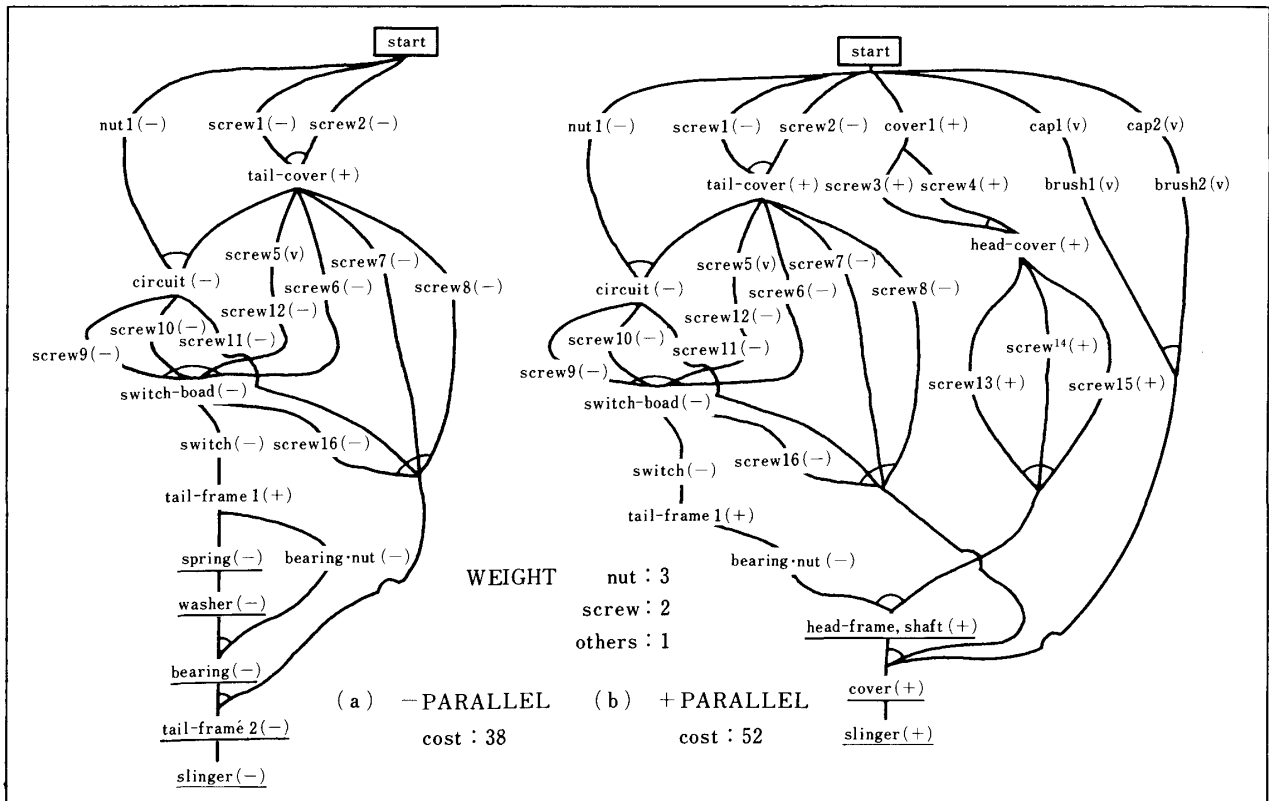 start
nut1(−)
screw1(−)
screw2(−)
tail-cover(+)
screw5(v)
screw7(−)
circuit(−)
screw6(−)
screw8(−)
screw12(−)
screw10(−)
screw11(−)
screw9(−)
switch-boad(−)
switch(−)
screw16(−)
tail-frame 1(+)
spring(−)
bearing·nut(−)
washer(−)
bearing(−)
tail-frame 2(−)
slinger(−)
(a) −PARALLEL
cost : 38
WEIGHT nut : 3
screw : 2
others : 1
start
nut1(−)
screw1(−)
screw2(−)
cover1(+)
cap1(v)
cap2(v)
tail-cover(+)
screw3(+)
screw4(+)
brush1(v)
brush2(v)
head-cover(+)
screw5(v)
screw7(−)
circuit(−)
screw6(−)
screw8(−)
screw12(−)
screw10(−)
screw11(−)
screw9(−)
screw14(+)
screw13(+)
screw15(+)
switch-boad(−)
switch(−)
screw16(−)
tail-frame 1(+)
bearing·nut(−)
head-frame, shaft(+)
cover(+)
slinger(+)
(b) +PARALLEL
cost : 52